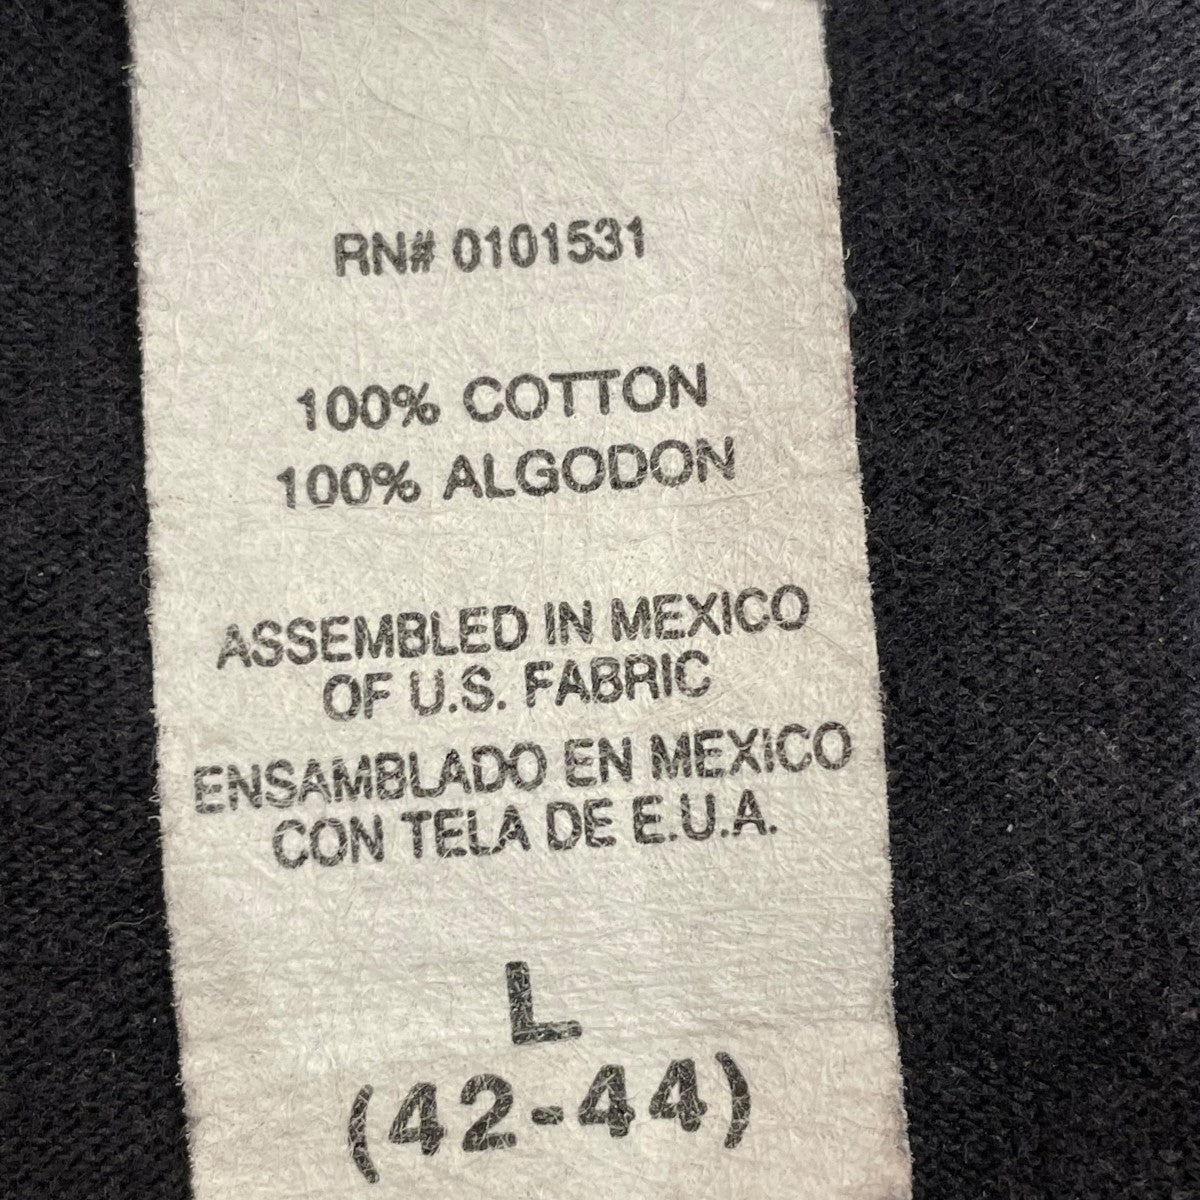 RN# 0101531
100% COTTON
100% ALGODON
ASSEMBLED IN MEXICO
OF U.S. FABRIC
ENSAMBLADO EN MEXICO
CON TELA DE E.U.A.
L
(42-44)